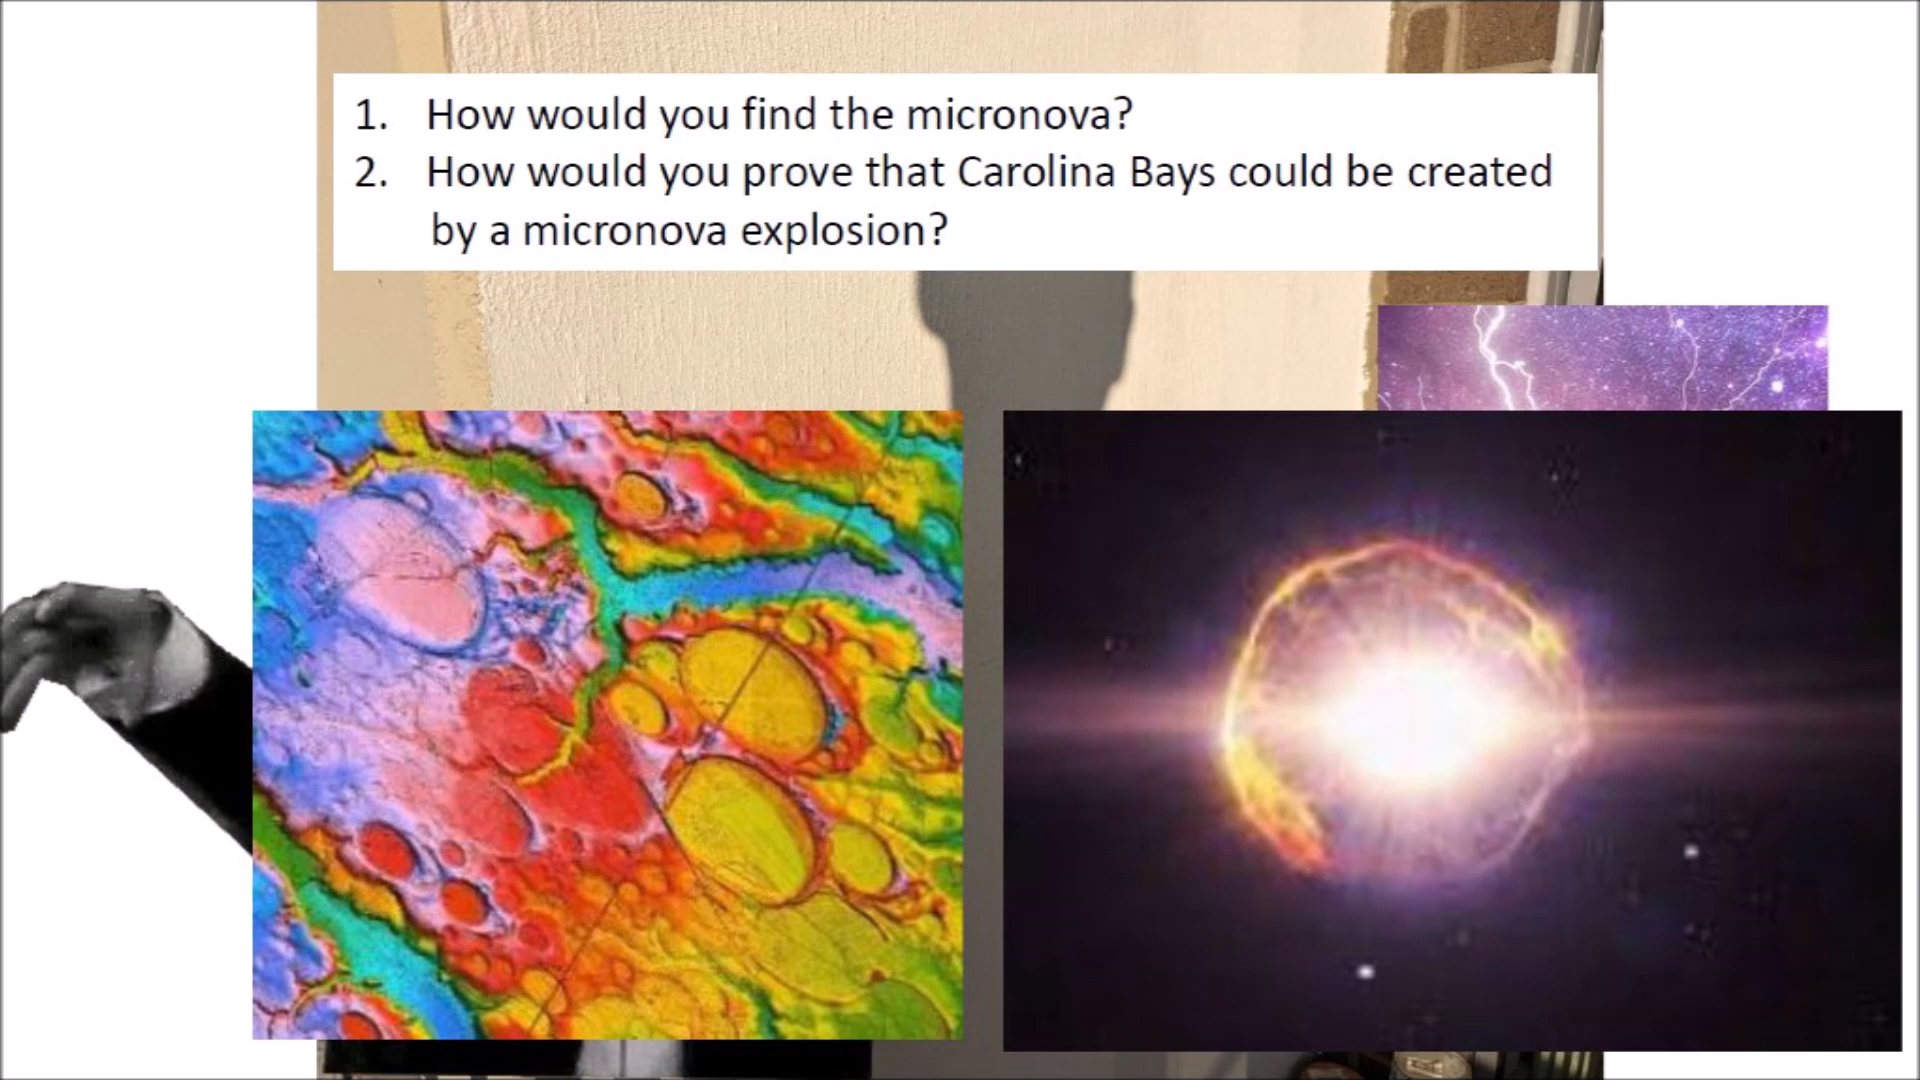 1. How would you find the micronova?
2. How would you prove that Carolina Bays could be created
by a micronova explosion?